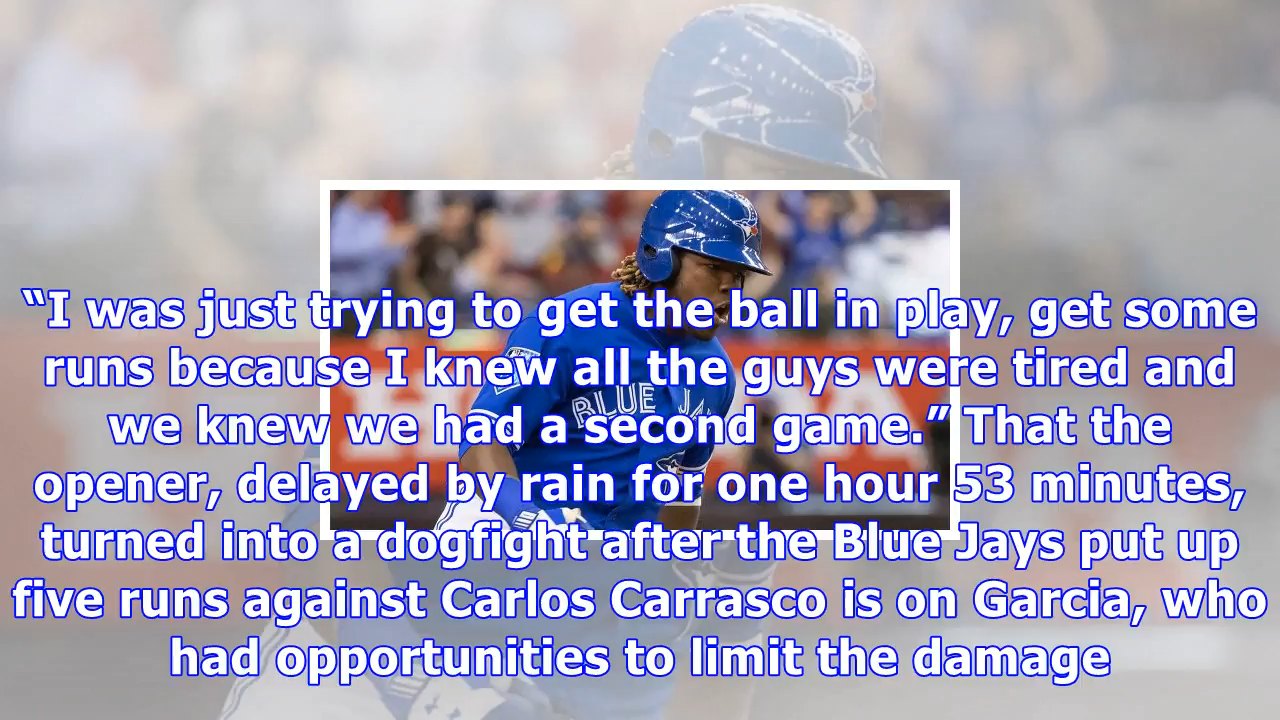 “I was just trying to get the ball in play, get some
runs because I knew all the guys were tired and
we knew we had a second game.” That the
opener, delayed by rain for one hour 53 minutes,
turned into a dogfight after the Blue Jays put up
five runs against Carlos Carrasco is on Garcia, who
had opportunities to limit the damage
BLUE JA